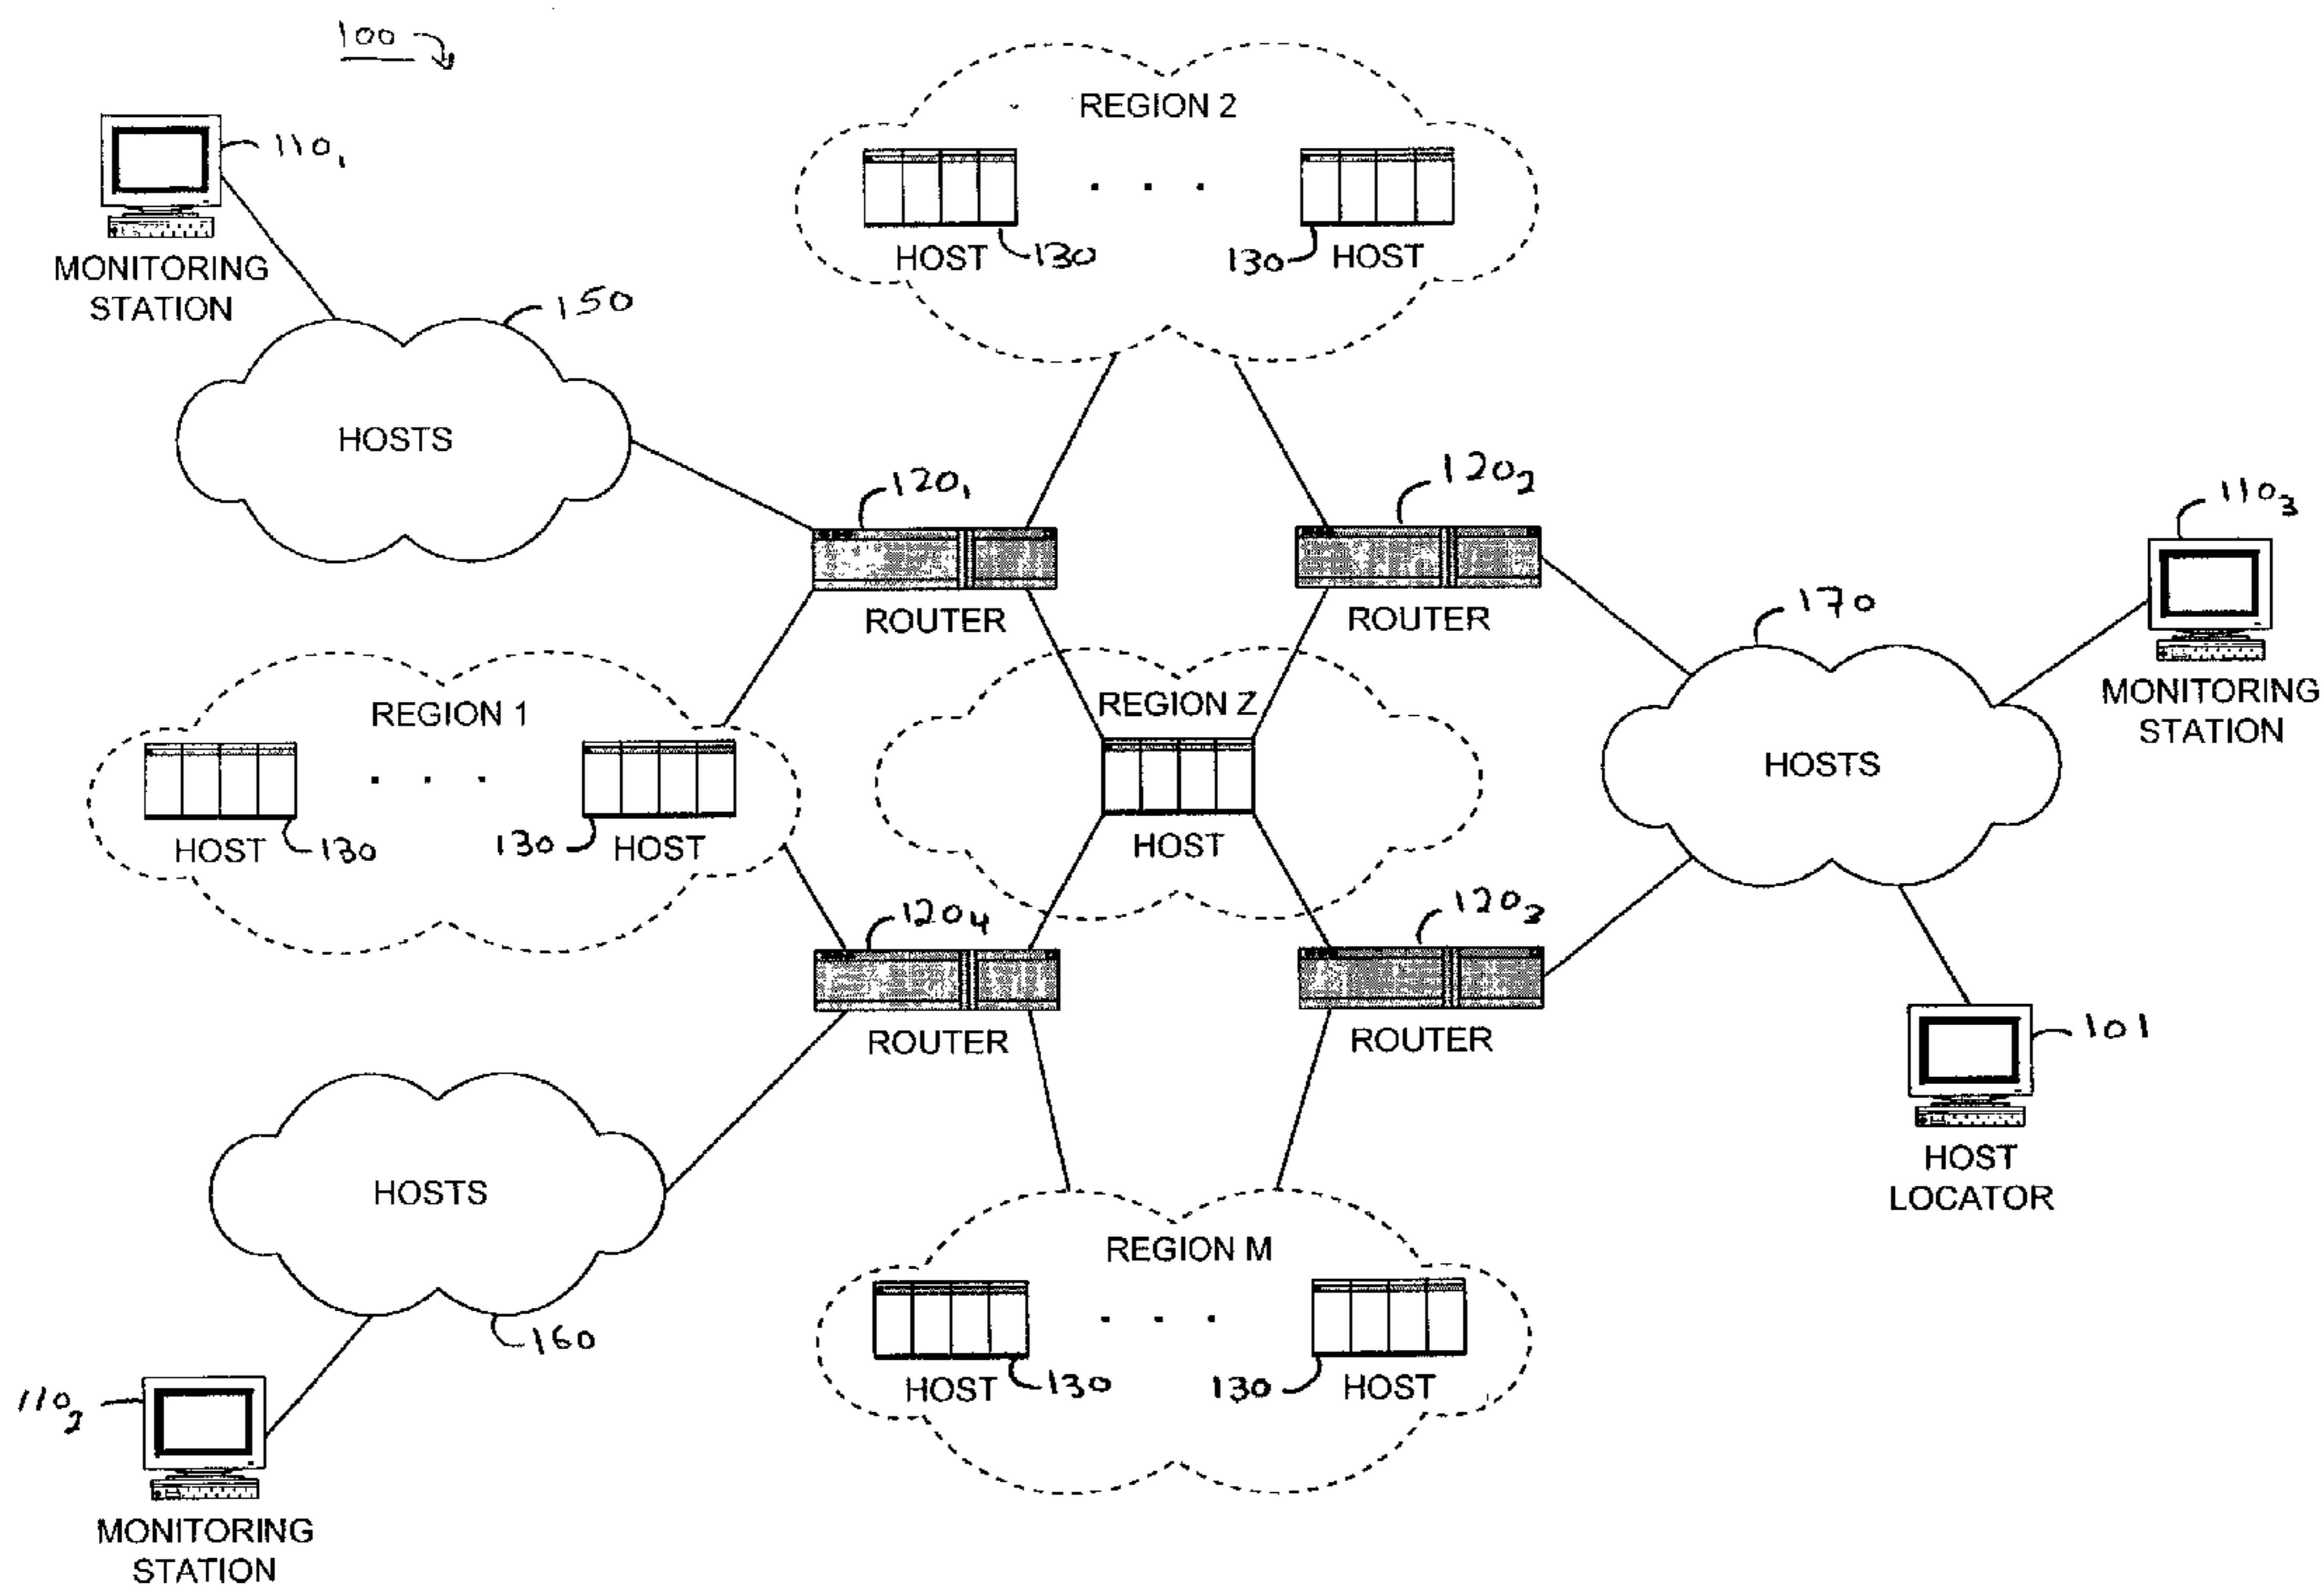 100
REGION 2
110₁
MONITORING
STATION
HOST 130
130 HOST
150
HOSTS
120₁
120₂
110₃
ROUTER
ROUTER
170
MONITORING
STATION
REGION 1
REGION Z
HOSTS
HOST 130
130 HOST
HOST
120₄
120₃
ROUTER
ROUTER
101
HOST
LOCATOR
HOSTS
160
REGION M
HOST 130
130 HOST
110₂
MONITORING
STATION